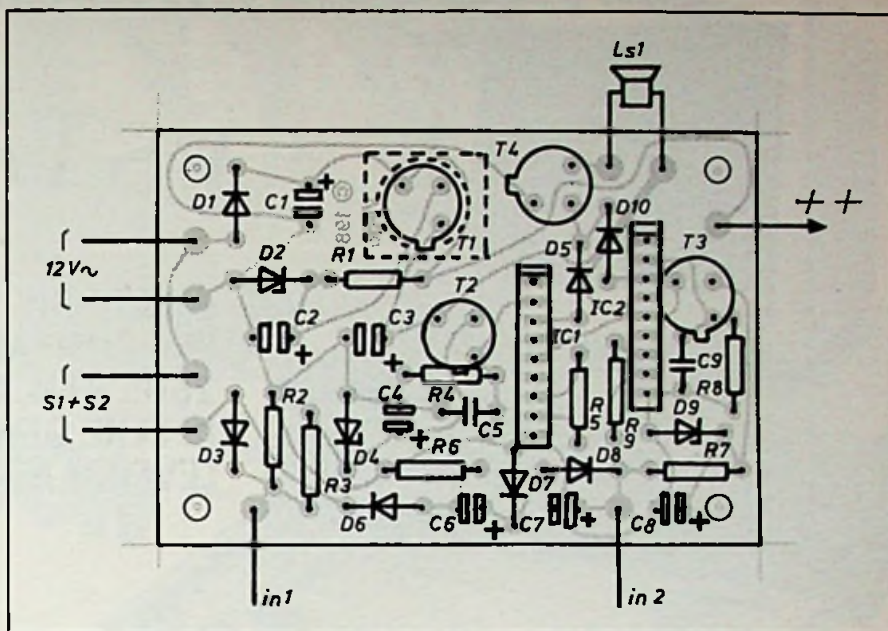 Ls1
T4
D1
C1 +
© 198
T1
D10
++
12V~
D2
R1
D5
T3
IC2
T2
IC1
C2 +
C3 +
C9
R8
S1+S2
R4
R2
C4 +
C5
R5
R9
D9
D3
D4
R6
D8
R7
R3
D7
D6
C6 +
C7 +
C8 +
in1
in 2